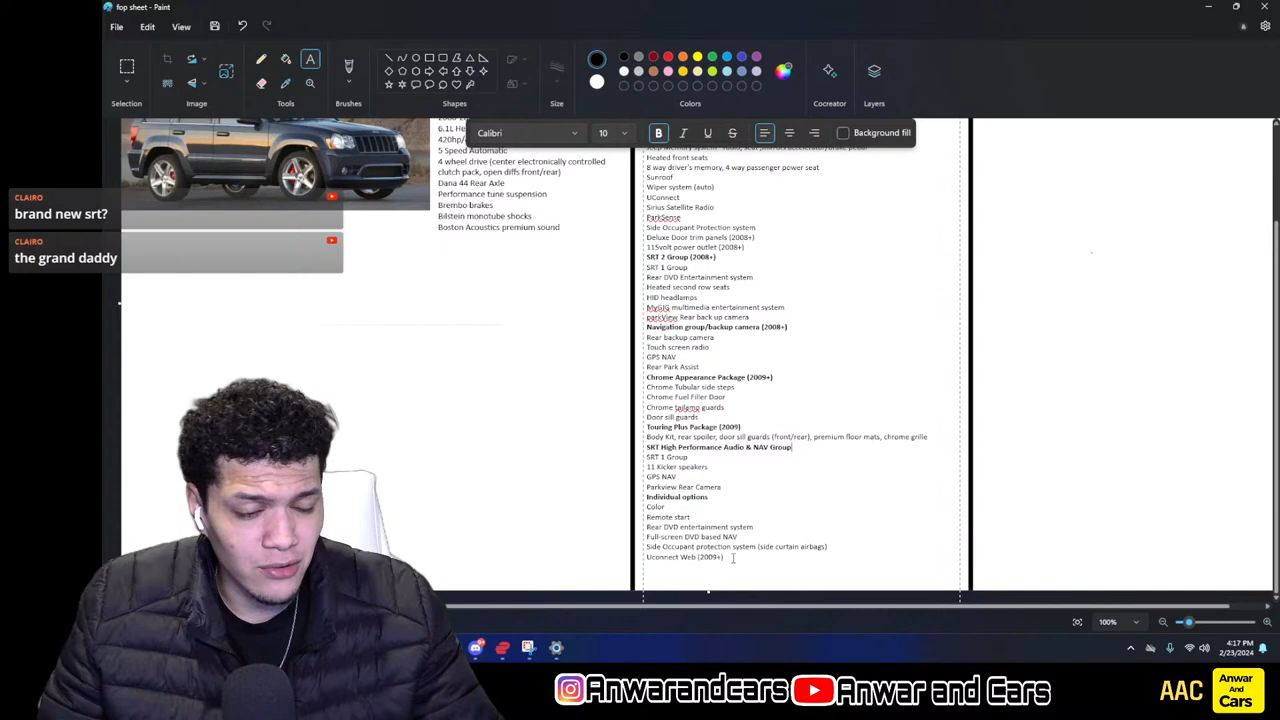 fop sheet - Paint
File
Edit
View
Selection
Image
Tools
Brushes
Shapes
Size
Colors
Cocreator
Layers
Calibri
10
B
I
U
S
Background fill
420hp/
5 Speed Automatic
4 wheel drive (center electronically controlled
clutch pack, open diffs front/rear)
Dana 44 Rear Axle
Performance tune suspension
Brembo brakes
Bilstein monotube shocks
Boston Acoustics premium sound
Heated front seats
8 way driver's memory, 4 way passenger power seat
Sunroof
Wiper system (auto)
UConnect
Sirius Satellite Radio
ParkSense
Side Occupant Protection system
Deluxe Door trim panels (2008+)
115volt power outlet (2008+)
SRT 2 Group (2008+)
SRT 1 Group
Rear DVD Entertainment system
Heated second row seats
HID headlamps
MyGIG multimedia entertainment system
parkView Rear back up camera
Navigation group/backup camera (2008+)
Rear backup camera
Touch screen radio
GPS NAV
Rear Park Assist
Chrome Appearance Package (2009+)
Chrome Tubular side steps
Chrome Fuel Filler Door
Chrome tailamp guards
Door sill guards
Touring Plus Package (2009)
Body Kit, rear spoiler, door sill guards (front/rear), premium floor mats, chrome grille
SRT High Performance Audio & NAV Group
SRT 1 Group
11 Kicker speakers
GPS NAV
Parkview Rear Camera
Individual options
Color
Remote start
Rear DVD entertainment system
Full-screen DVD based NAV
Side Occupant protection system (side curtain airbags)
Uconnect Web (2009+)
CLAIRO
brand new srt?
CLAIRO
the grand daddy
100%
4:17 PM
2/23/2024
Anwarandcars
Anwar and Cars
AAC
Anwar
And
Cars